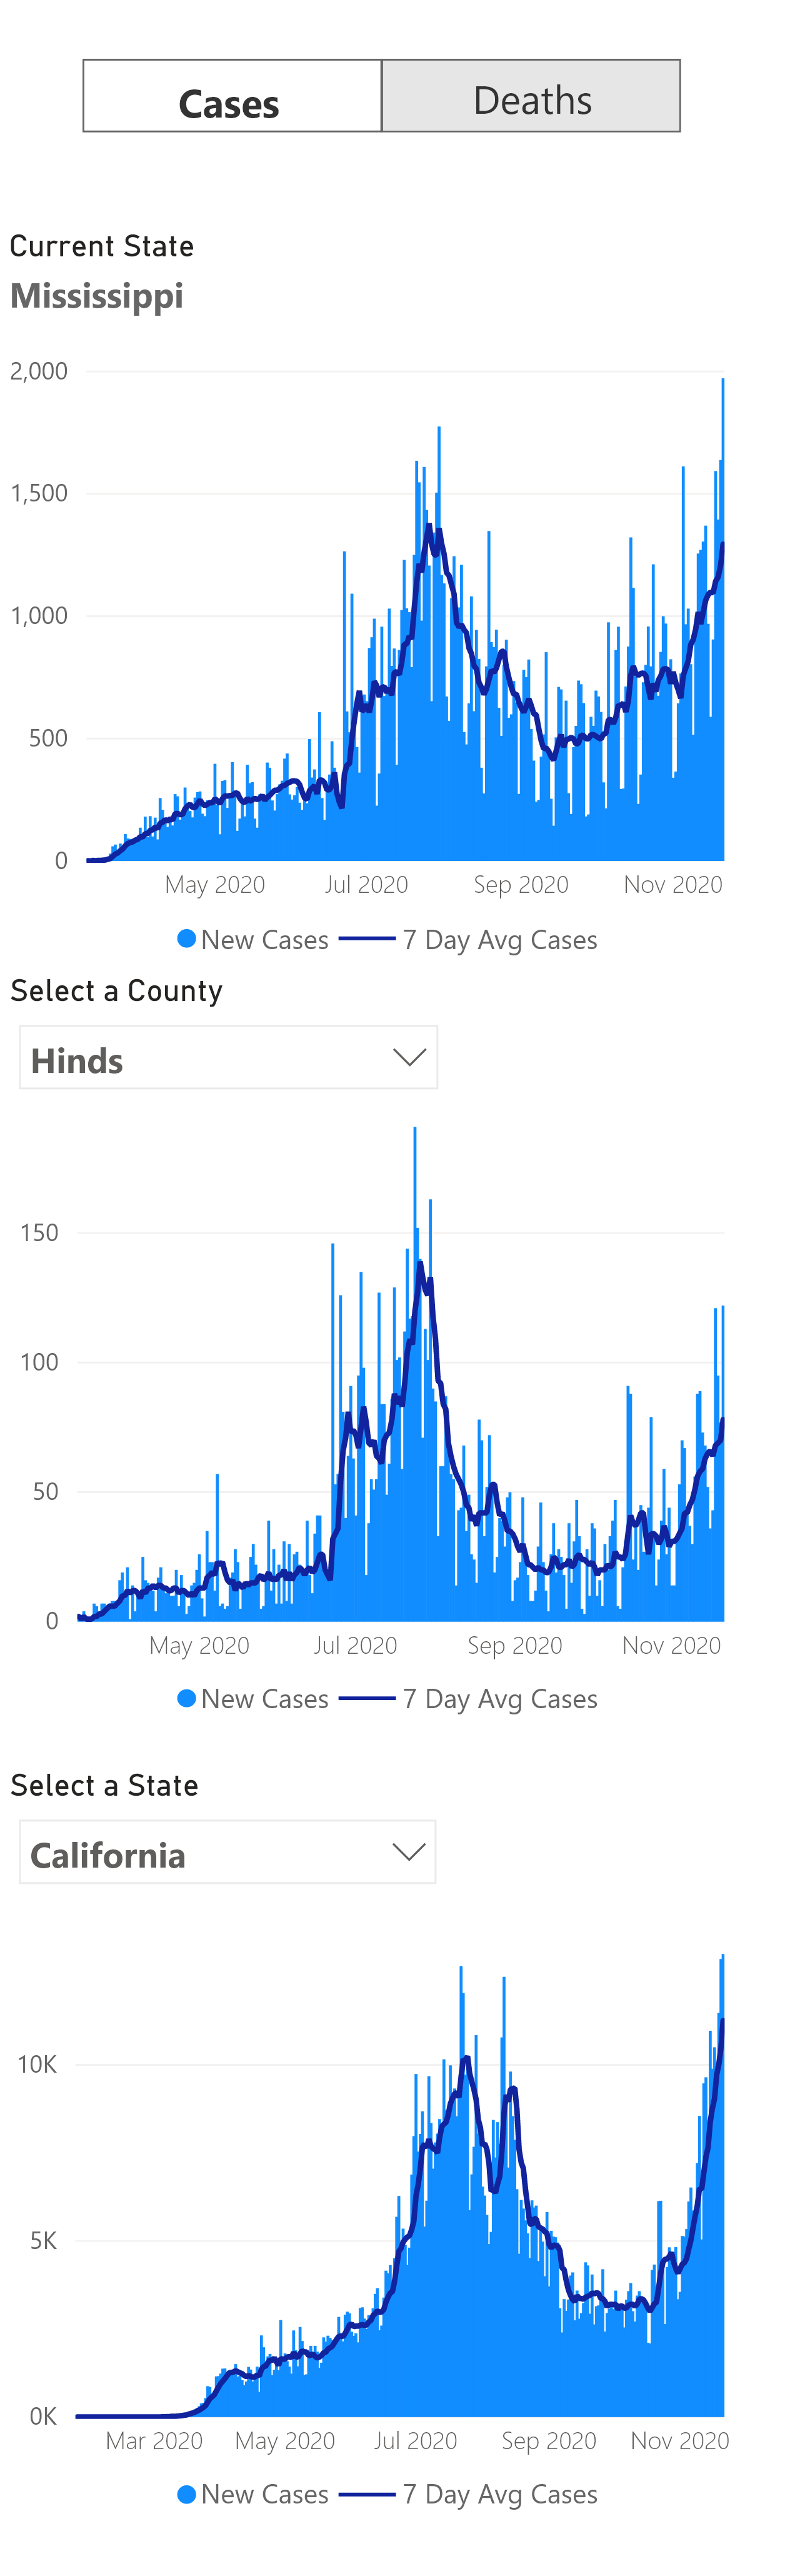 Cases Deaths
Current State
Mississippi
2,000
1,500
1,000
500
0
May 2020 Jul 2020 Sep 2020 Nov 2020
New Cases 7 Day Avg Cases
Select a County
Hinds
150
100
50
0
May 2020 Jul 2020 Sep 2020 Nov 2020
New Cases 7 Day Avg Cases
Select a State
California
10K
5K
0K
Mar 2020 May 2020 Jul 2020 Sep 2020 Nov 2020
New Cases 7 Day Avg Cases